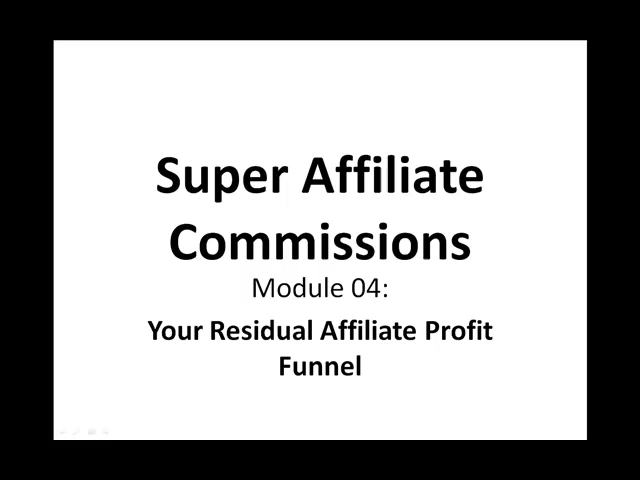 Super Affiliate
Commissions
Module 04:
Your Residual Affiliate Profit
Funnel